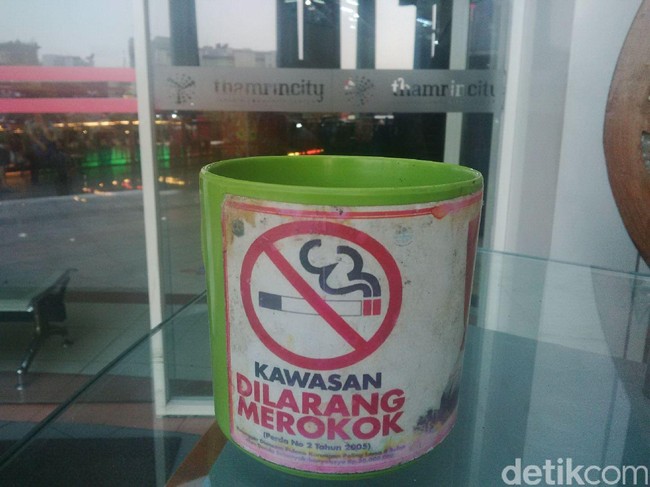 thamrincity
thamrincity
KAWASAN
DILARANG
MEROKOK
(Perda No 2 Tahun 2005)
detikcom